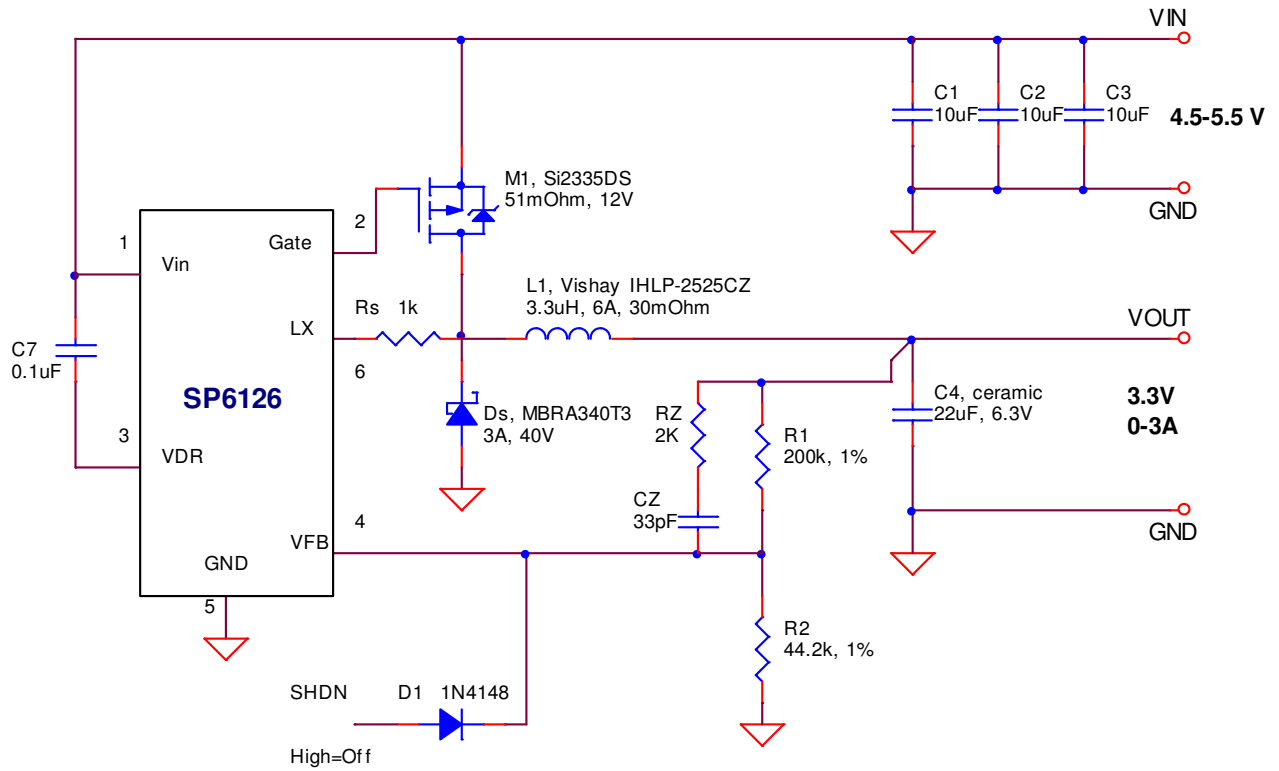 VIN
C1
10uF
C2
10uF
C3
10uF
4.5-5.5 V
GND
M1, Si2335DS
51mOhm, 12V
2
Gate
1
Vin
L1, Vishay IHLP-2525CZ
3.3uH, 6A, 30mOhm
Rs 1k
LX
6
VOUT
C7
0.1uF
SP6126
Ds, MBRA340T3
3A, 40V
RZ
2K
R1
200k, 1%
C4, ceramic
22uF, 6.3V
3.3V
0-3A
3
VDR
CZ
33pF
4
VFB
GND
GND
5
R2
44.2k, 1%
SHDN D1 1N4148
High=Off